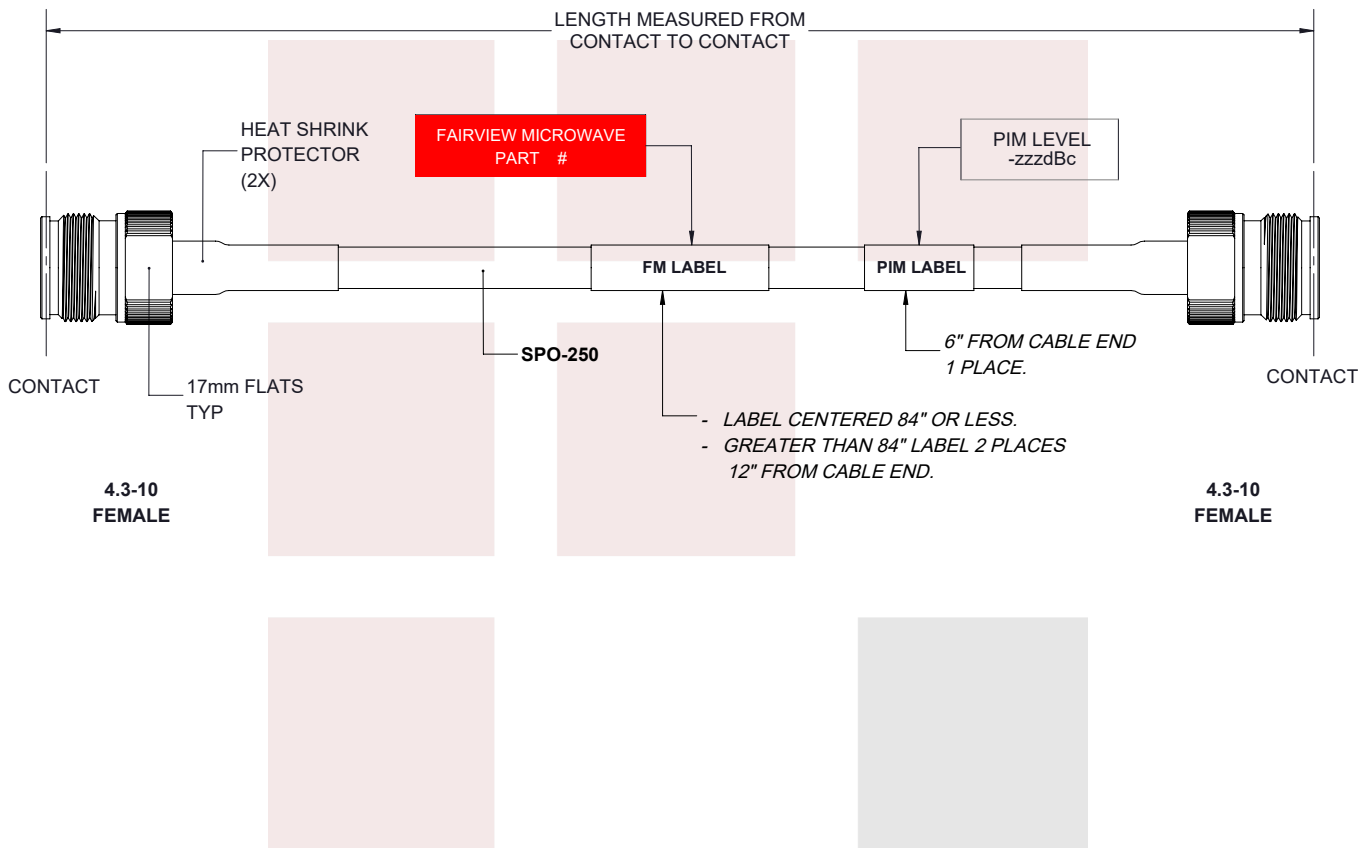 LENGTH MEASURED FROM
CONTACT TO CONTACT
HEAT SHRINK
PROTECTOR
(2X)
FAIRVIEW MICROWAVE
PART #
PIM LEVEL
-zzzdBc
FM LABEL
PIM LABEL
SPO-250
6" FROM CABLE END
1 PLACE.
CONTACT
17mm FLATS
TYP
CONTACT
- LABEL CENTERED 84" OR LESS.
- GREATER THAN 84" LABEL 2 PLACES
12" FROM CABLE END.
4.3-10
FEMALE
4.3-10
FEMALE